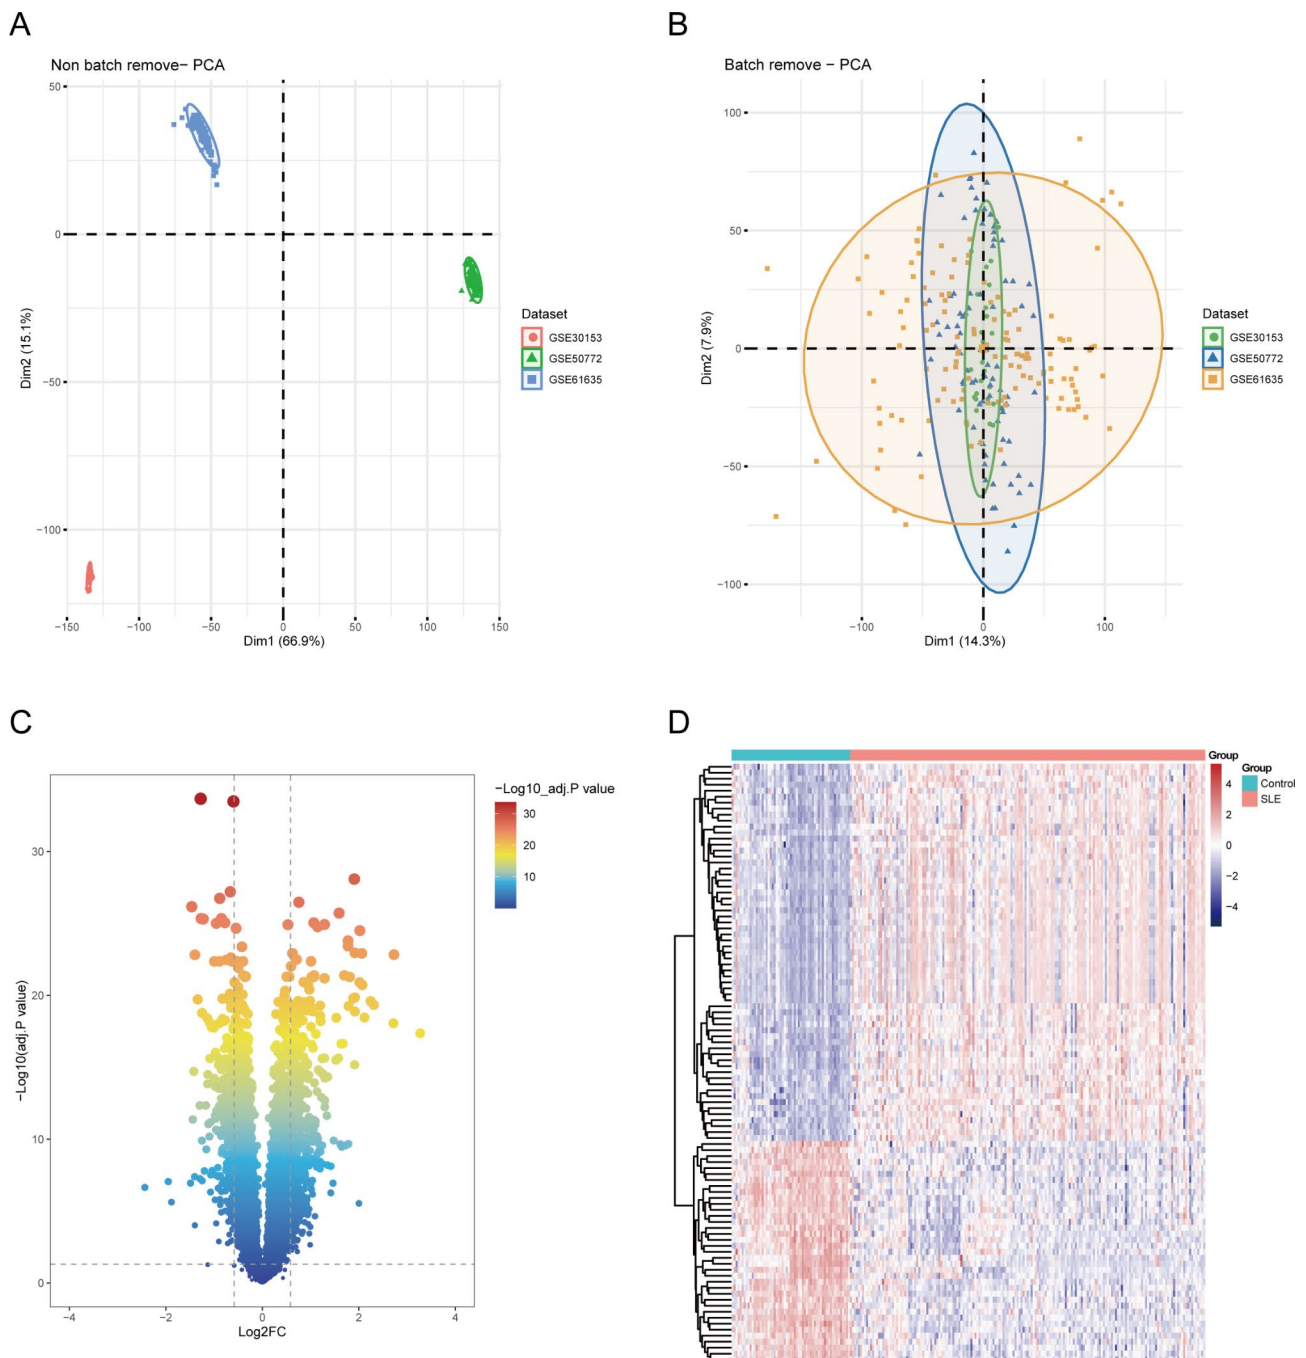 A
Non batch remove− PCA
50
0
−50
−100
Dim2 (15.1%)
−150
−100
−50
0
50
100
150
Dim1 (66.9%)
Dataset
GSE30153
GSE50772
GSE61635
B
Batch remove − PCA
100
50
0
−50
−100
Dim2 (7.9%)
−100
0
100
Dim1 (14.3%)
Dataset
GSE30153
GSE50772
GSE61635
C
30
20
10
0
−Log10(adj.P value)
−4
−2
0
2
4
Log2FC
−Log10_adj.P value
30
20
10
D
Group
4
2
0
−2
−4
Group
Control
SLE